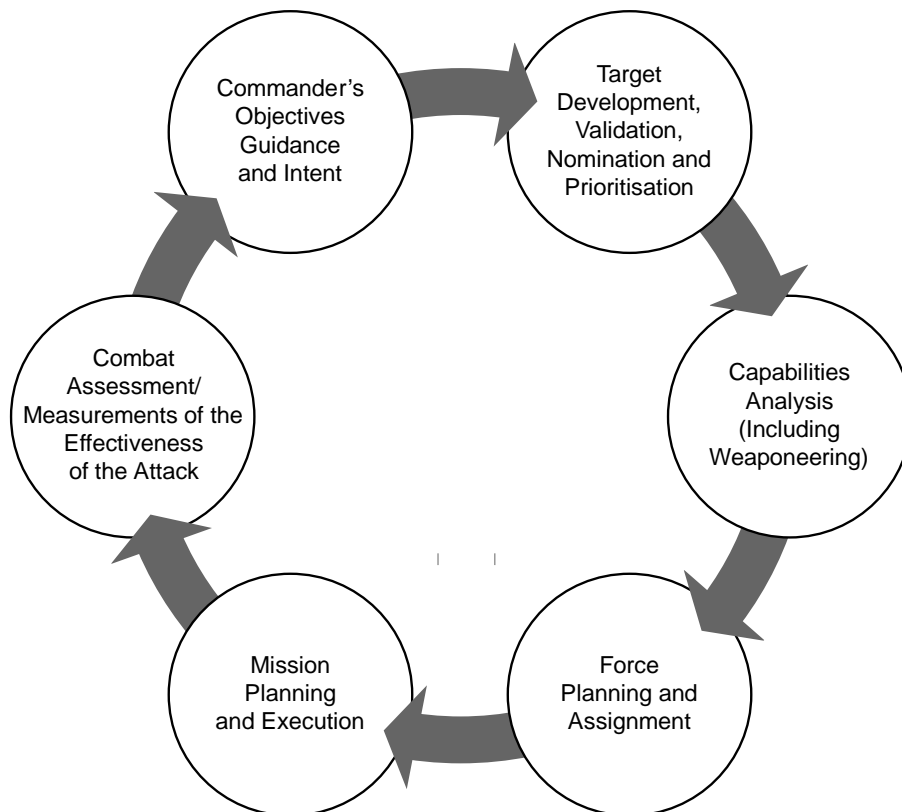 Commander’s
Objectives
Guidance
and Intent
Target
Development,
Validation,
Nomination and
Prioritisation
Capabilities
Analysis
(Including
Weaponeering)
Force
Planning and
Assignment
Mission
Planning
and Execution
Combat
Assessment/
Measurements of the
Effectiveness
of the Attack